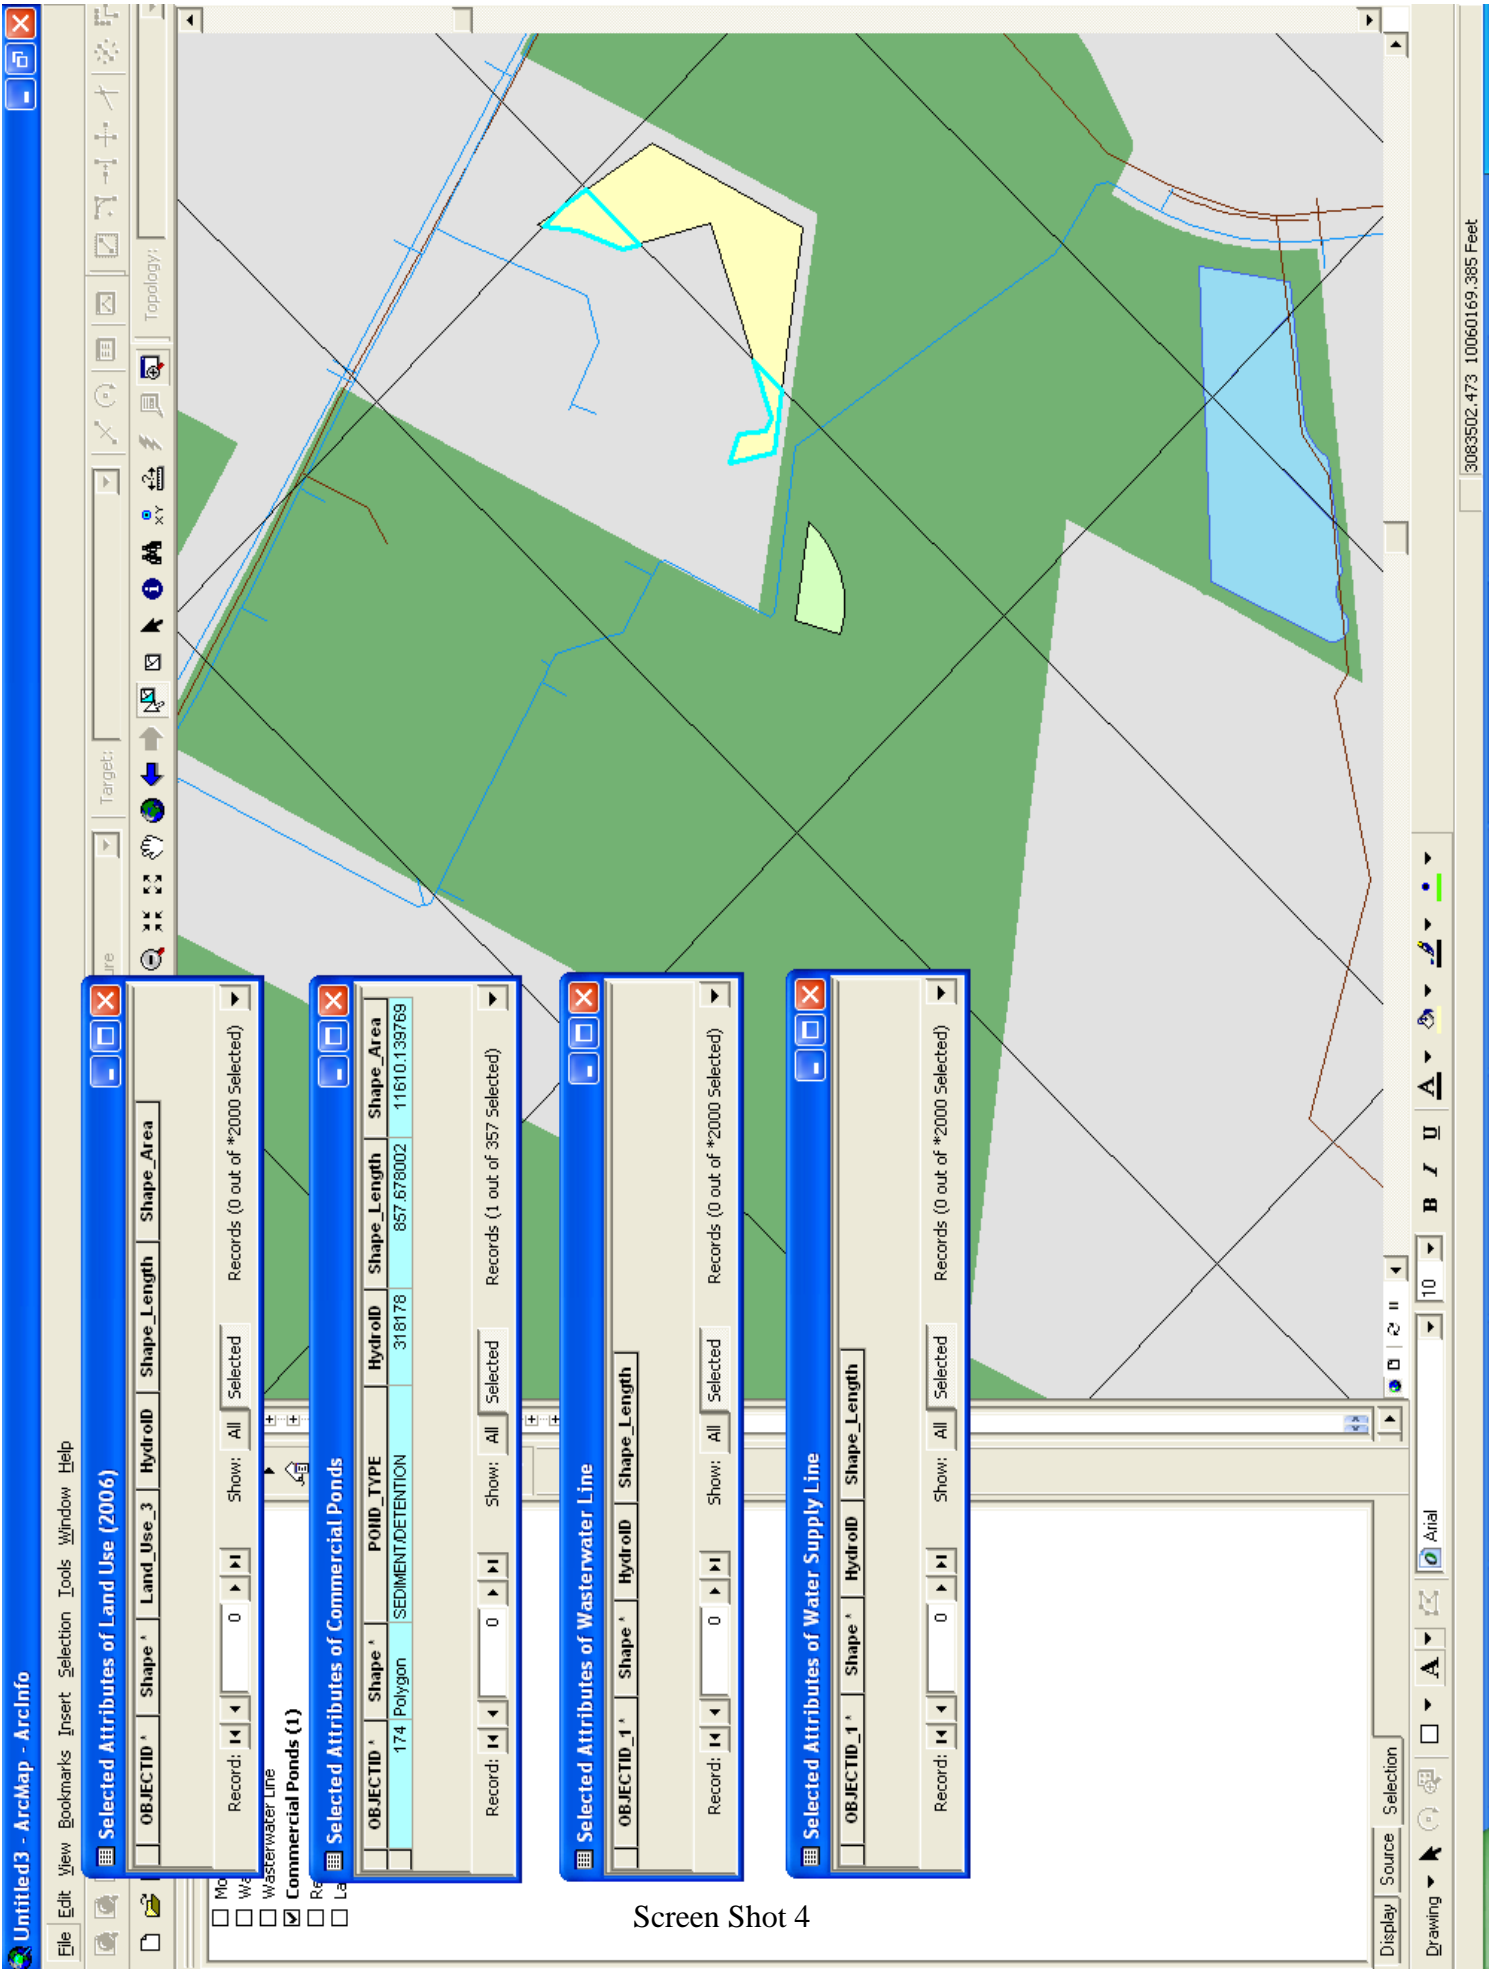 Untitled3 - ArcMap - ArcInfo
File Edit View Bookmarks Insert Selection Tools Window Help
Target:
Topology:
Selected Attributes of Land Use (2006)
OBJECTID * Shape * Land_Use_3 HydroID Shape_Length Shape_Area
Record: 0 Show: All Selected Records (0 out of *2000 Selected)
Selected Attributes of Commercial Ponds
OBJECTID * Shape * POND_TYPE HydroID Shape_Length Shape_Area
174 Polygon SEDIMENT/DETENTION 318178 857.678002 11610.139769
Record: 0 Show: All Selected Records (1 out of 357 Selected)
Selected Attributes of Wasterwater Line
OBJECTID_1 * Shape * HydroID Shape_Length
Record: 0 Show: All Selected Records (0 out of *2000 Selected)
Selected Attributes of Water Supply Line
OBJECTID_1 * Shape * HydroID Shape_Length
Record: 0 Show: All Selected Records (0 out of *2000 Selected)
Wasterwater Line
Commercial Ponds (1)
Display Source Selection
Drawing A Arial 10 B I U A
3083502.473 10060169.385 Feet
Screen Shot 4